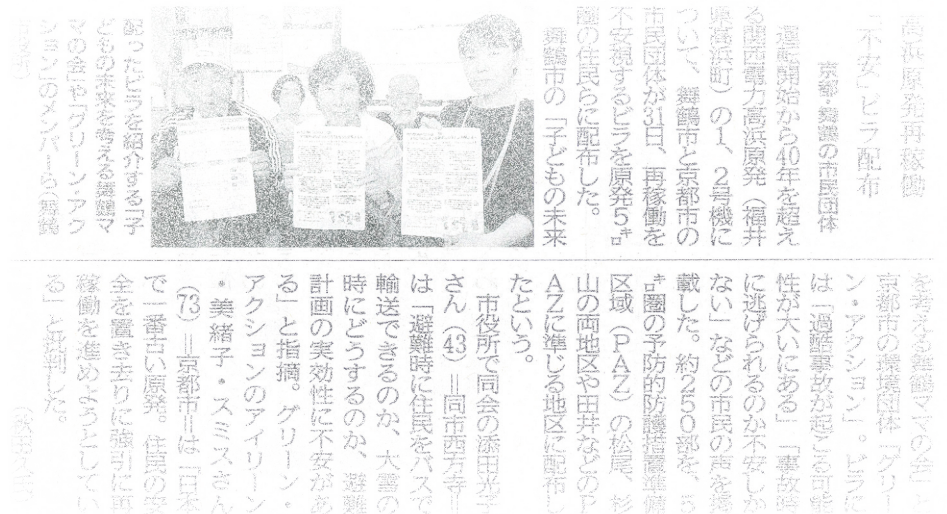 高浜原発再稼働
「不安」ビラ配布
京都・舞鶴の市民団体
運転開始から40年を超え
る関西電力高浜原発（福井
県高浜町）の1、2号機に
ついて、舞鶴市と京都市の
市民団体が31日、再稼働を
不安視するビラを原発5㌔
圏の住民らに配布した。
舞鶴市の「子どもの未来
を考える舞鶴ママの会」と
京都市の環境団体「グリー
ン・アクション」。ビラに
は「過酷事故が起こる可能
性が大いにある」「事故時
に逃げられるのか不安しか
ない」などの市民の声を掲
載した。約250部を、5
㌔圏の予防的防護措置準備
区域（PAZ）の松尾、杉
山の両地区や田井などのP
AZに準じる地区に配布し
たという。
市役所で同会の添田光子
さん（43）＝同市西方寺＝
は「避難時に住民をバスで
輸送できるのか、大雪の
時にどうするのか、避難
計画の実効性に不安があ
る」と指摘。グリーン・
アクションのアイリーン
・美緒子・スミスさん
（73）＝京都市＝は「日本
で一番古い原発。住民の安
全を置き去りに強引に再
稼働を進めようとしてい
る」と批判した。
配ったビラを紹介する「子
どもの未来を考える舞鶴マ
マの会」や「グリーン・アク
ション」のメンバーら